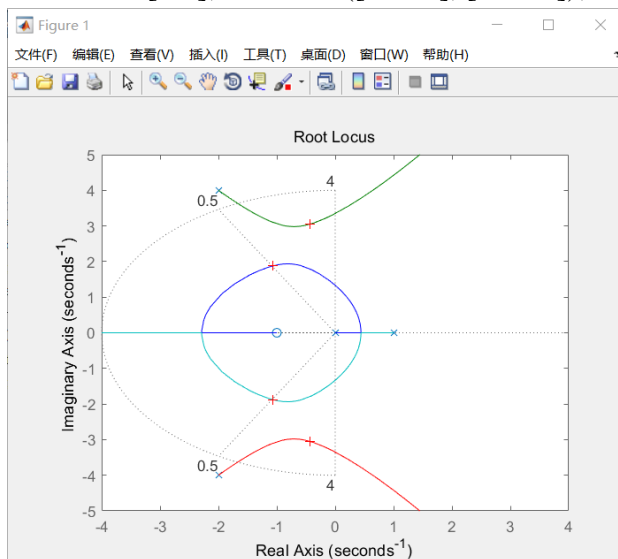 Figure 1
文件(F) 编辑(E) 查看(V) 插入(I) 工具(T) 桌面(D) 窗口(W) 帮助(H)
Root Locus
5
4
3
2
1
0
-1
-2
-3
-4
-5
0.5
4
0.5
4
-4 -3 -2 -1 0 1 2 3 4
Imaginary Axis (seconds⁻¹)
Real Axis (seconds⁻¹)